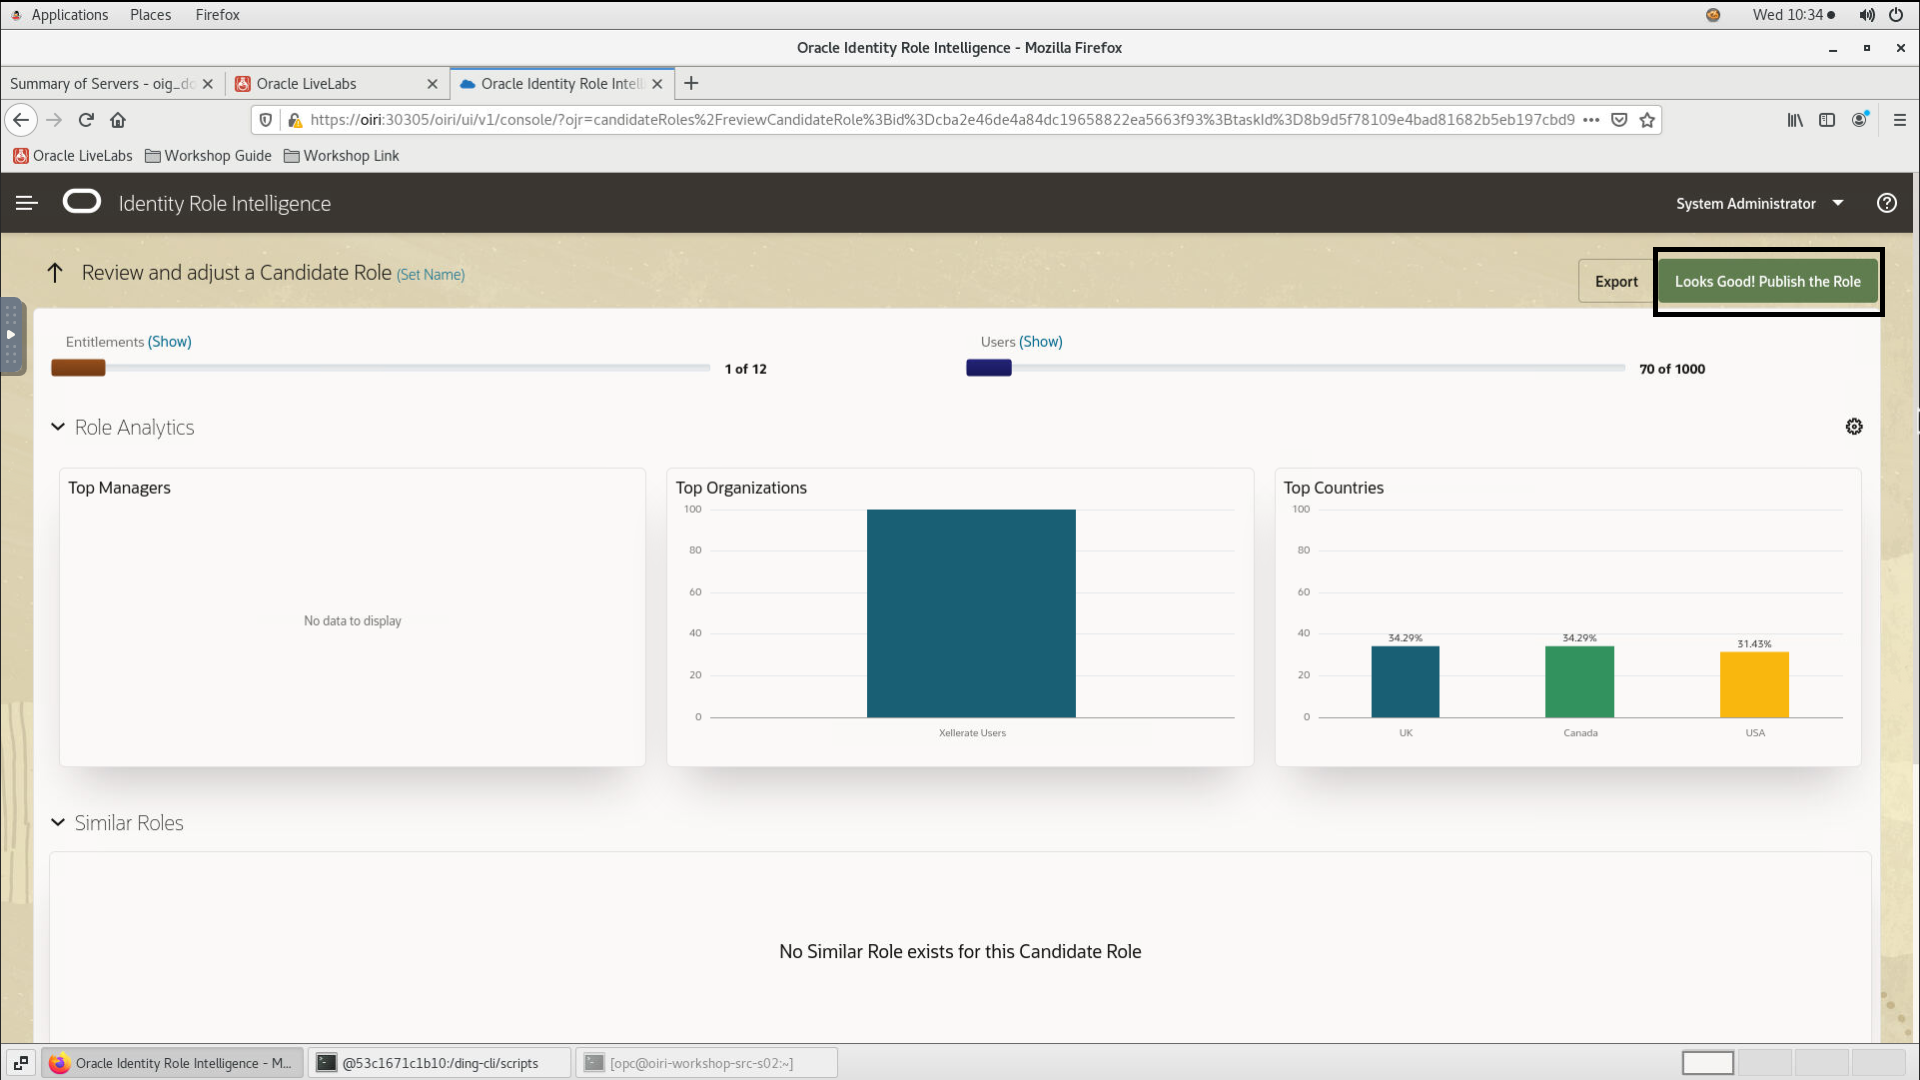 Applications Places Firefox Wed 10:34
Oracle Identity Role Intelligence - Mozilla Firefox
Summary of Servers - oig_do Oracle LiveLabs Oracle Identity Role Intelli
https://oiri:30305/oiri/ui/v1/console/?ojr=candidateRoles%2FreviewCandidateRole%3Bid%3Dcba2e46de4a84dc19658822ea5663f93%3BtaskId%3D8b9d5f78109e4bad81682b5eb197cbd9
Oracle LiveLabs Workshop Guide Workshop Link
Identity Role Intelligence System Administrator
Review and adjust a Candidate Role (Set Name)
Export Looks Good! Publish the Role
Entitlements (Show) Users (Show)
1 of 12 70 of 1000
Role Analytics
Top Managers
No data to display
Top Organizations
100
80
60
40
20
0
Xellerate Users
Top Countries
100
80
60
40
20
0
34.29% 34.29% 31.43%
UK Canada USA
Similar Roles
No Similar Role exists for this Candidate Role
Oracle Identity Role Intelligence - M... @53c1671c1b10:/ding-cli/scripts [opc@oiri-workshop-src-s02:~]